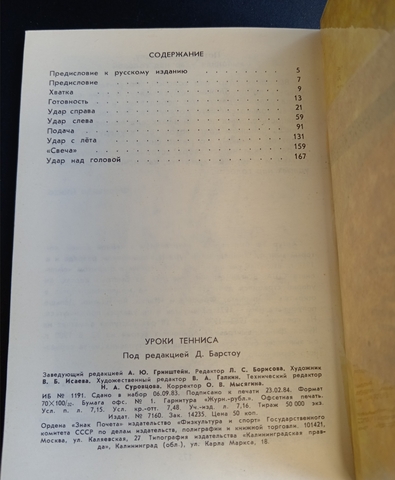 СОДЕРЖАНИЕ
Предисловие к русскому изданию . . . . . . . . 5
Предисловие . . . . . . . . . . . . . 7
Хватка . . . . . . . . . . . . . . 9
Готовность . . . . . . . . . . . . . 13
Удар справа . . . . . . . . . . . . . 21
Удар слева . . . . . . . . . . . . . 59
Подача . . . . . . . . . . . . . . 91
Удар с лёта . . . . . . . . . . . . . 131
«Свеча» . . . . . . . . . . . . . . 159
Удар над головой . . . . . . . . . . . 167
УРОКИ ТЕННИСА
Под редакцией Д. Барстоу
Заведующий редакцией А. Ю. Гринштейн. Редактор Л. С. Борисова. Художник
В. Б. Исаева. Художественный редактор В. А. Галкин. Технический редактор
Н. А. Суровцова. Корректор О. В. Мысягина.
ИБ № 1191. Сдано в набор 06.09.83. Подписано к печати 23.02.84. Формат
70×100/32. Бумага офс. № 1. Гарнитура «Журн.-рубл.». Офсетная печать.
Усл. п. л. 7,15. Усл. кр.-отт. 7,48. Уч.-изд. л. 7,16. Тираж 50 000 экз.
Издат. № 7160. Зак. 14235. Цена 50 коп.
Ордена «Знак Почета» издательство «Физкультура и спорт» Государственного
комитета СССР по делам издательств, полиграфии и книжной торговли. 101421,
Москва, ул. Каляевская, 27 Типография издательства «Калининградская прав-
да», Калининград (обл.), ул. Карла Маркса, 18.